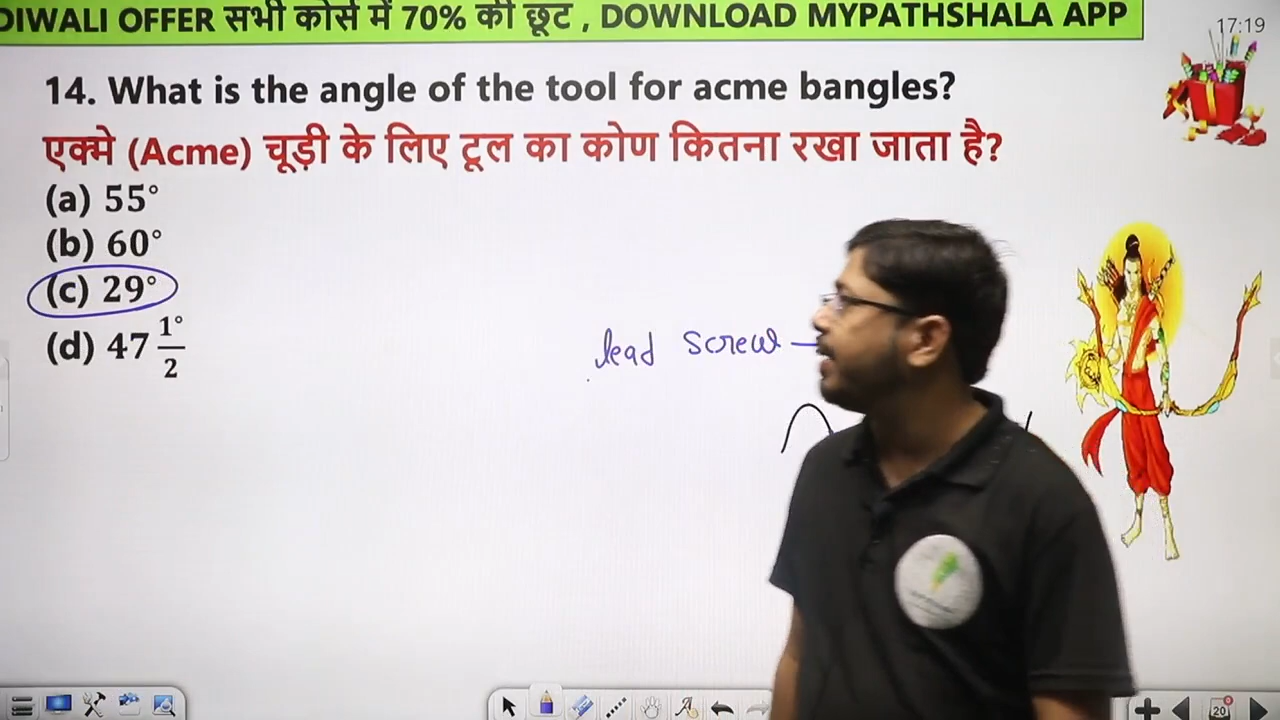 DIWALI OFFER सभी कोर्स में 70% की छूट , DOWNLOAD MYPATHSHALA APP
17:19
14. What is the angle of the tool for acme bangles?
एक्मे (Acme) चूड़ी के लिए टूल का कोण कितना रखा जाता है?
(a) 55°
(b) 60°
(c) 29°
(d) 47 1°/2
lead screw
20